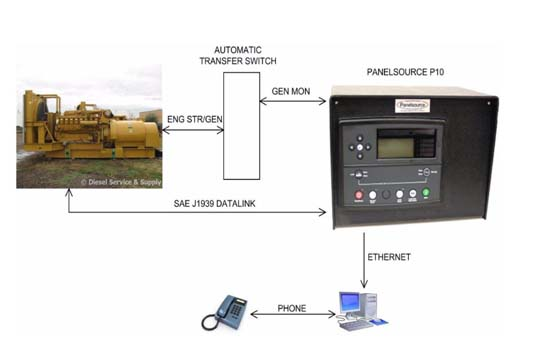 AUTOMATIC
TRANSFER SWITCH
PANELSOURCE P10
GEN MON
Panelsource
ENG STR/GEN
© Diesel Service & Supply
SAE J1939 DATALINK
ETHERNET
PHONE